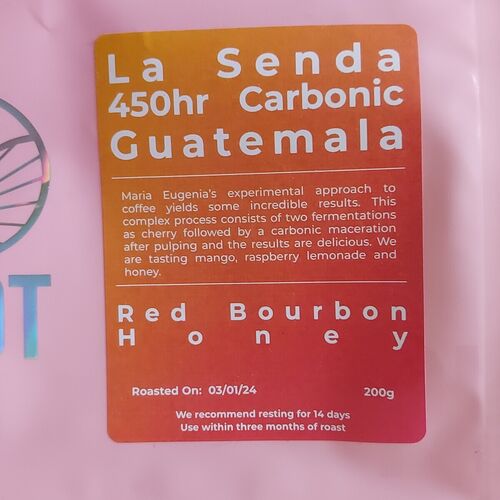 La Senda
450hr Carbonic
Guatemala
Maria Eugenia's experimental approach to
coffee yields some incredible results. This
complex process consists of two fermentations
as cherry followed by a carbonic maceration
after pulping and the results are delicious. We
are tasting mango, raspberry lemonade and
honey.
Red Bourbon
Honey
Roasted On: 03/01/24
200g
We recommend resting for 14 days
Use within three months of roast